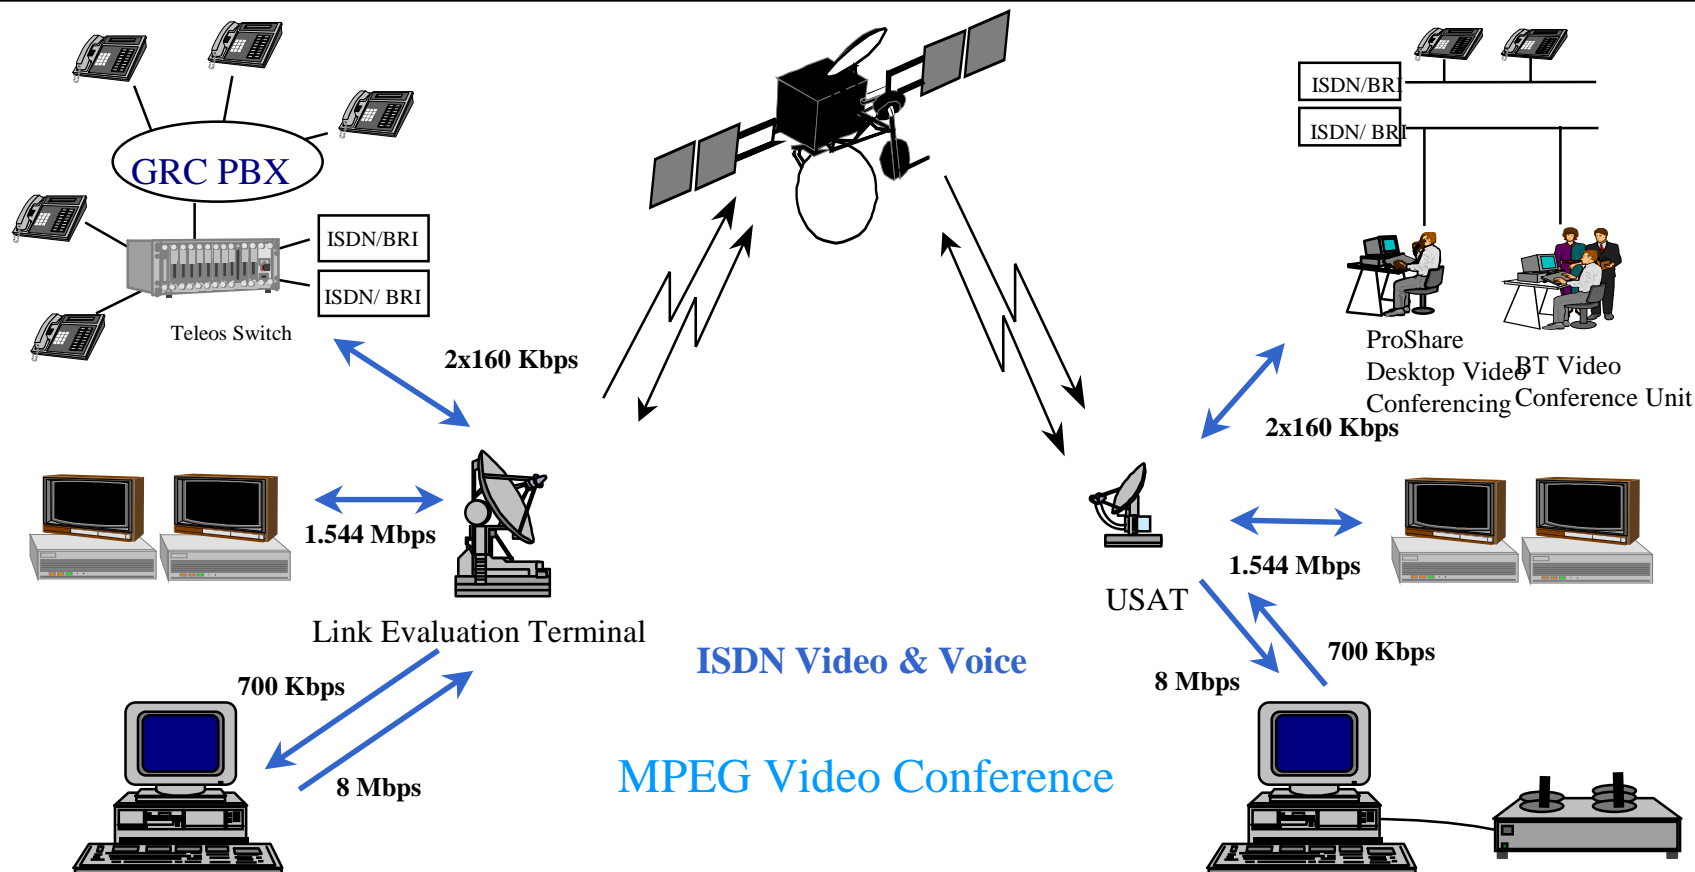 ISDN/BRI
ISDN/ BRI
GRC PBX
ISDN/BRI
ISDN/ BRI
Teleos Switch
2x160 Kbps
ProShare
Desktop Video
Conferencing
BT Video
Conference Unit
2x160 Kbps
1.544 Mbps
1.544 Mbps
USAT
Link Evaluation Terminal
ISDN Video & Voice
700 Kbps
8 Mbps
700 Kbps
8 Mbps
MPEG Video Conference